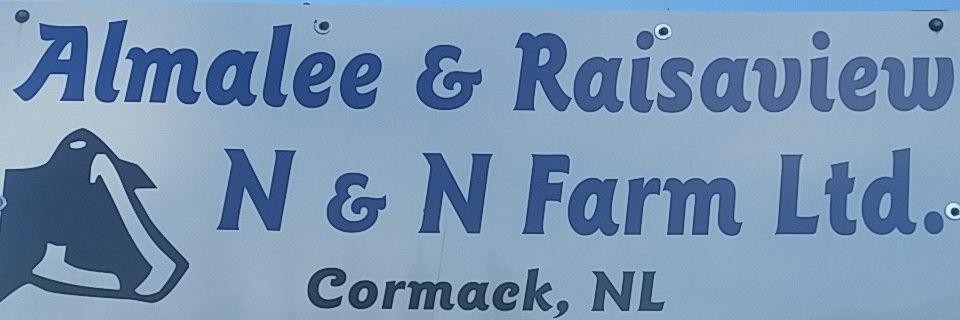 Almalee & Raisaview
N & N Farm Ltd.
Cormack, NL